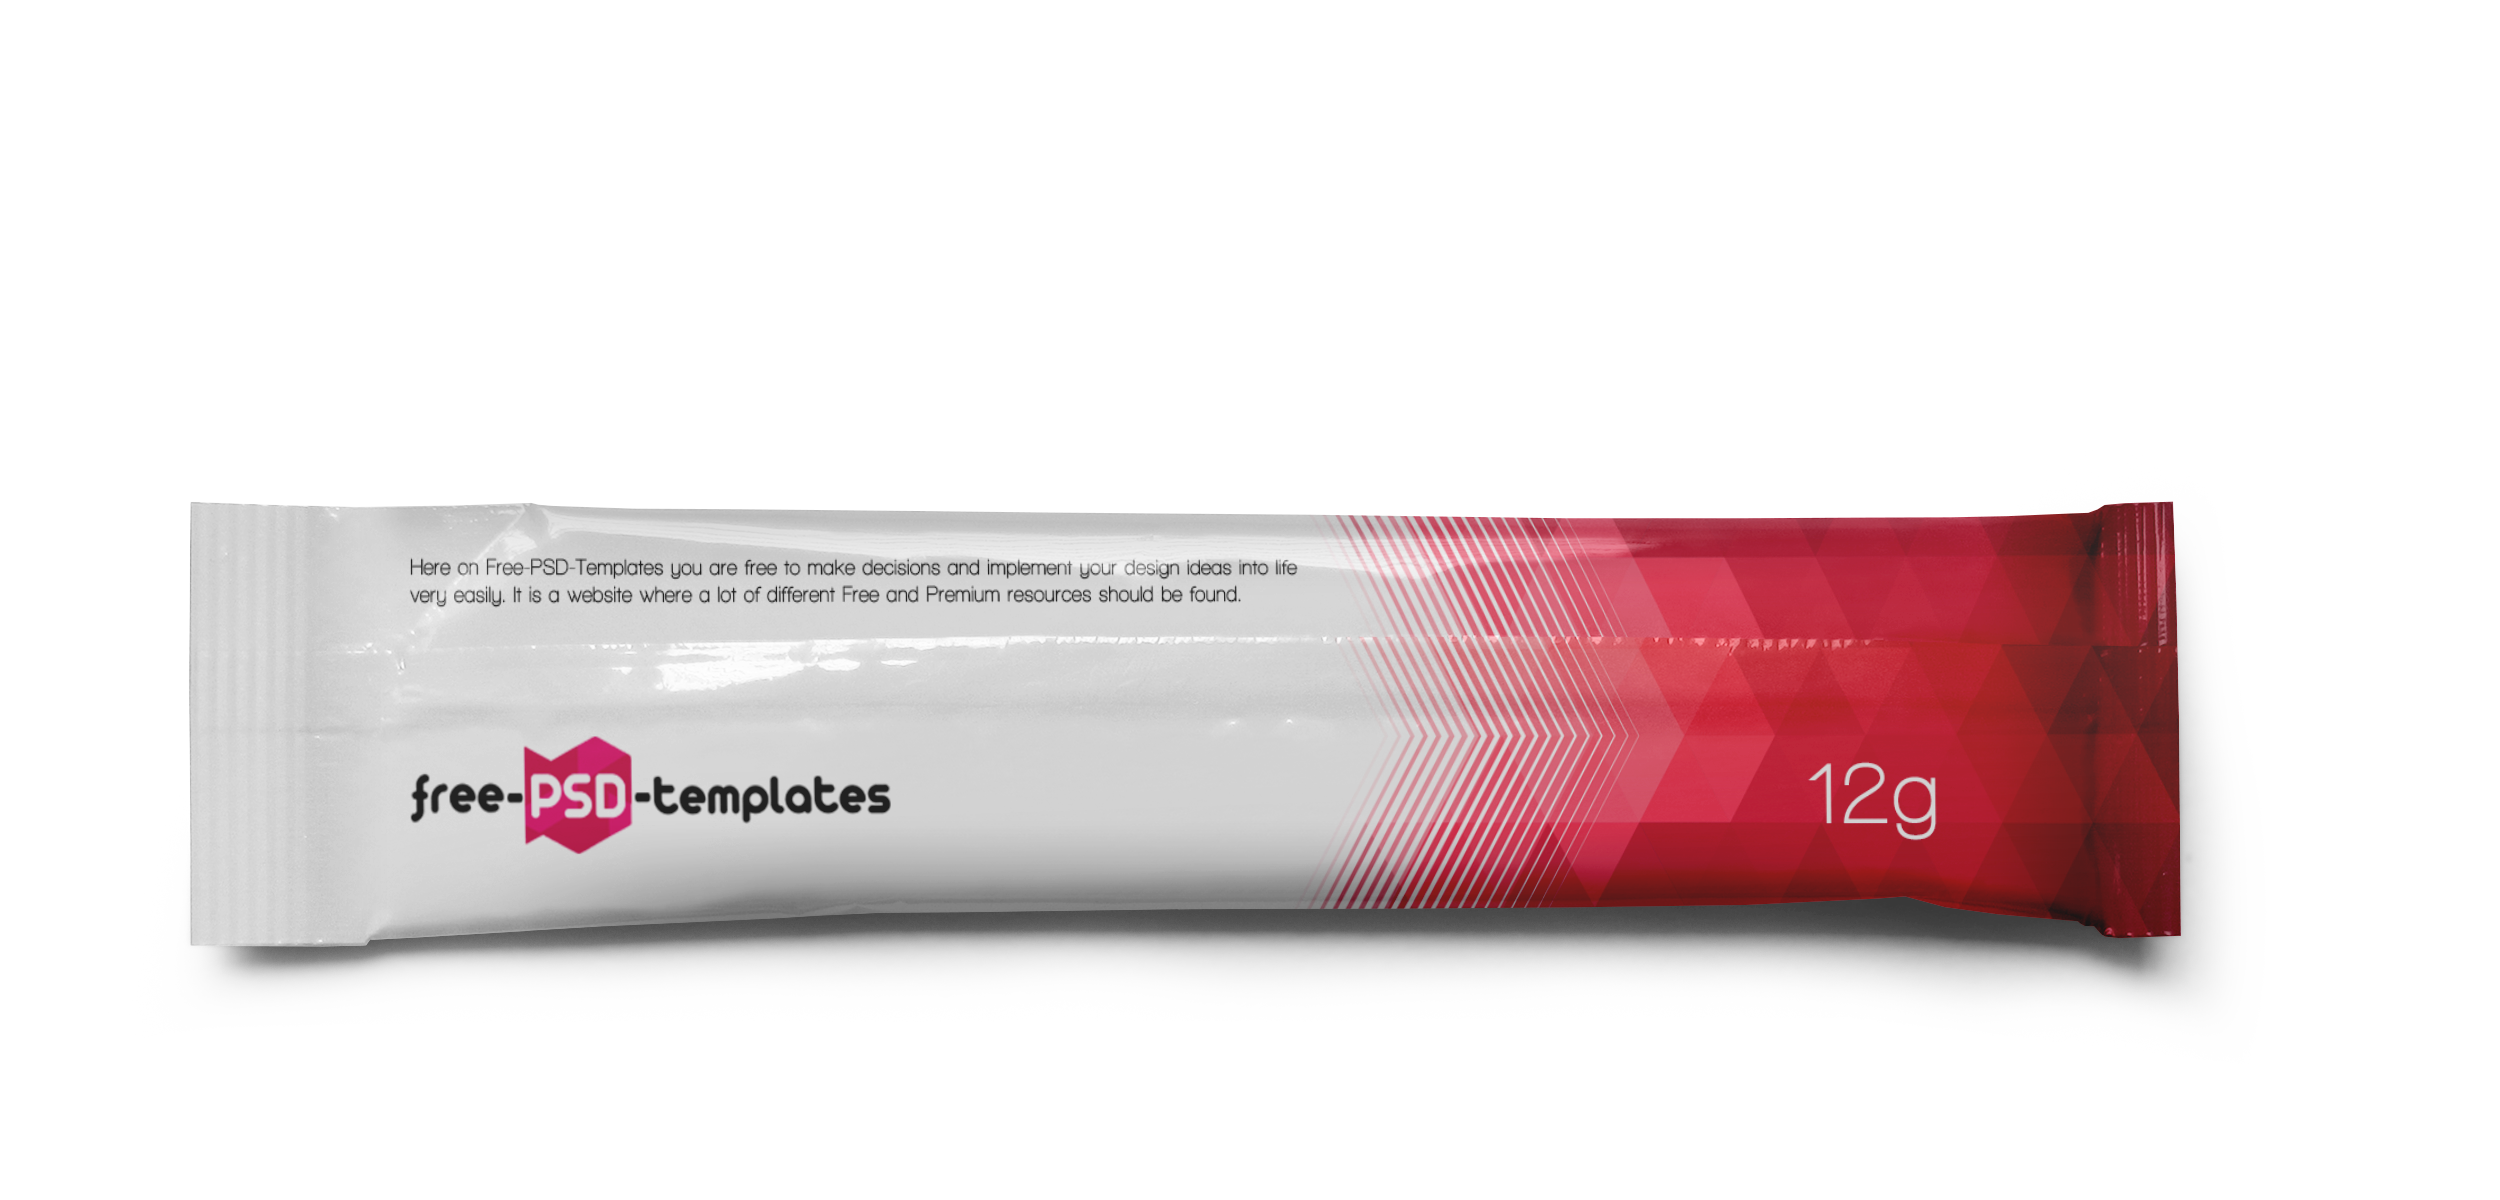 Here on Free-PSD-Templates you are free to make decisions and implement your design ideas into life
very easily. It is a website where a lot of different Free and Premium resources should be found.
free-PSD-templates
12g